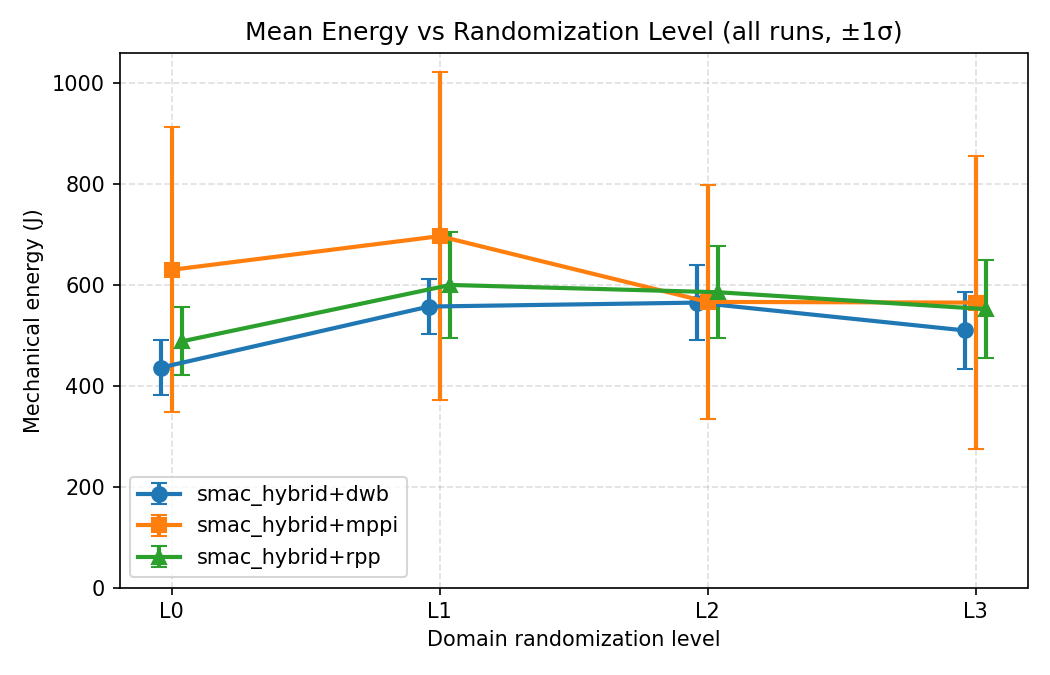 Mean Energy vs Randomization Level (all runs, ±1σ)
Mechanical energy (J)
1000
800
600
400
200
0
smac_hybrid+dwb
smac_hybrid+mppi
smac_hybrid+rpp
L0 L1 L2 L3
Domain randomization level